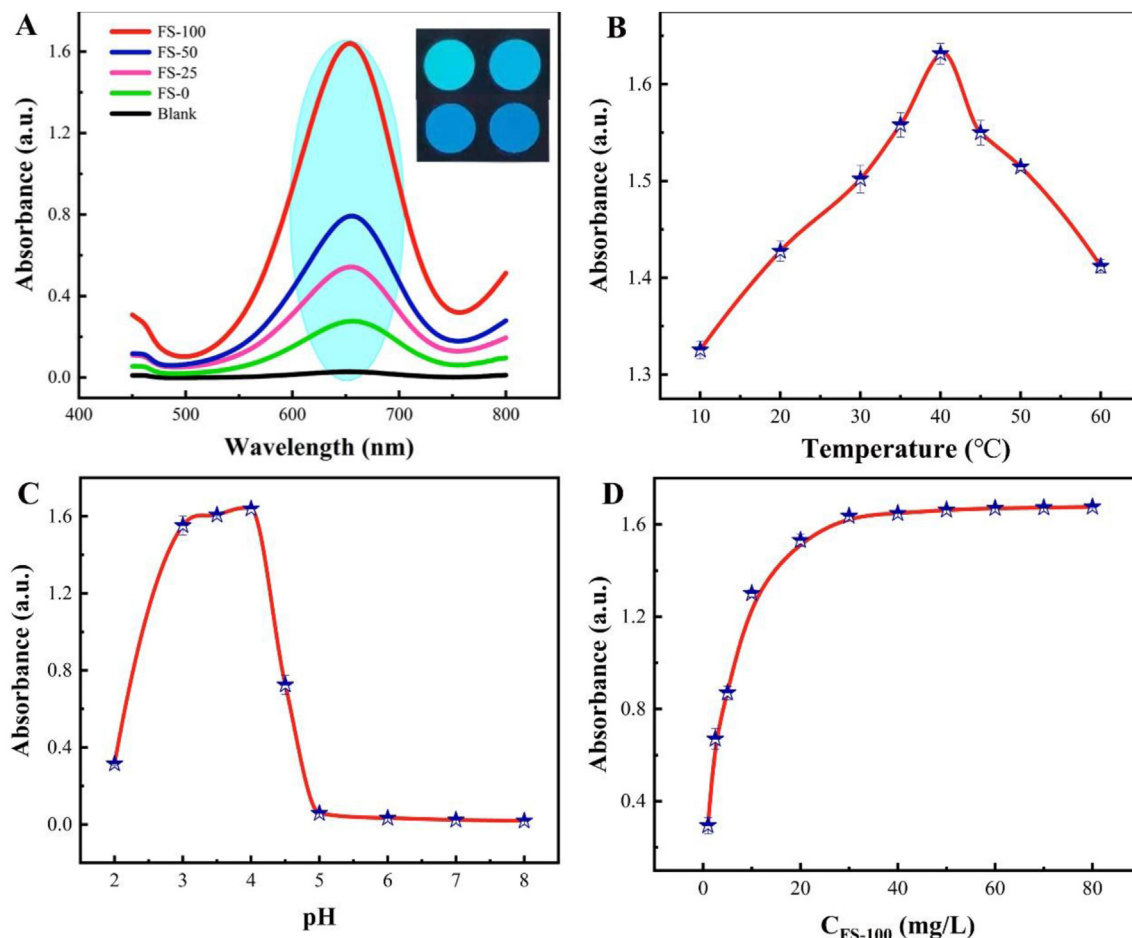 A
FS-100
FS-50
FS-25
FS-0
Blank
Absorbance (a.u.)
1.6
1.2
0.8
0.4
0.0
400
500
600
700
800
Wavelength (nm)
B
Absorbance (a.u.)
1.6
1.5
1.4
1.3
10
20
30
40
50
60
Temperature (℃)
C
Absorbance (a.u.)
1.6
1.2
0.8
0.4
0.0
2
3
4
5
6
7
8
pH
D
Absorbance (a.u.)
1.6
1.2
0.8
0.4
0
20
40
60
80
C_FS-100 (mg/L)